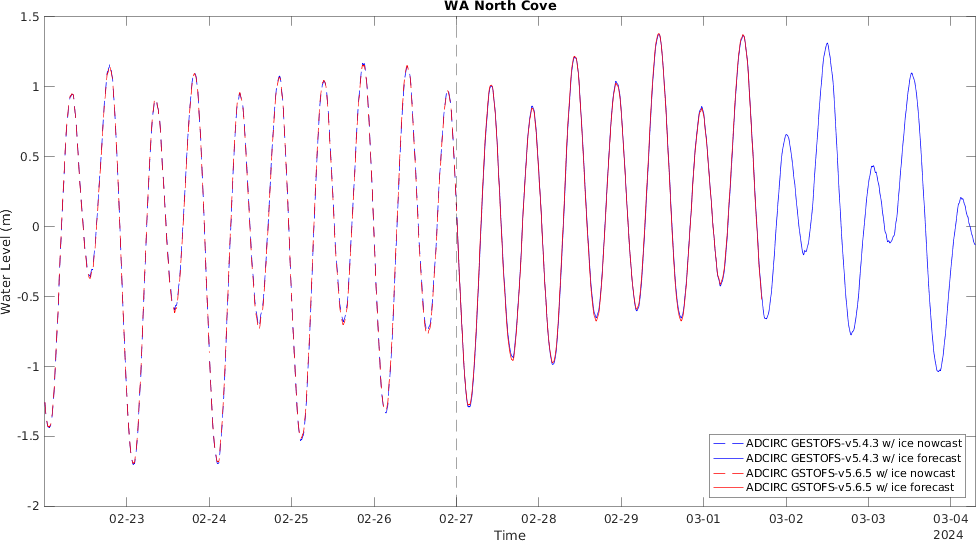 WA North Cove
1.5
1
0.5
0
-0.5
-1
-1.5
-2
Water Level (m)
02-23 02-24 02-25 02-26 02-27 02-28 02-29 03-01 03-02 03-03 03-04
Time
2024
ADCIRC GESTOFS-v5.4.3 w/ ice nowcast
ADCIRC GESTOFS-v5.4.3 w/ ice forecast
ADCIRC GSTOFS-v5.6.5 w/ ice nowcast
ADCIRC GSTOFS-v5.6.5 w/ ice forecast